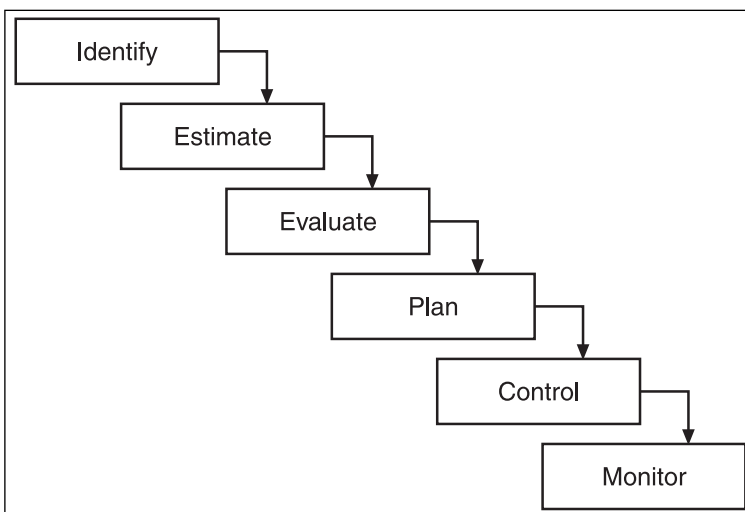 Identify
Estimate
Evaluate
Plan
Control
Monitor